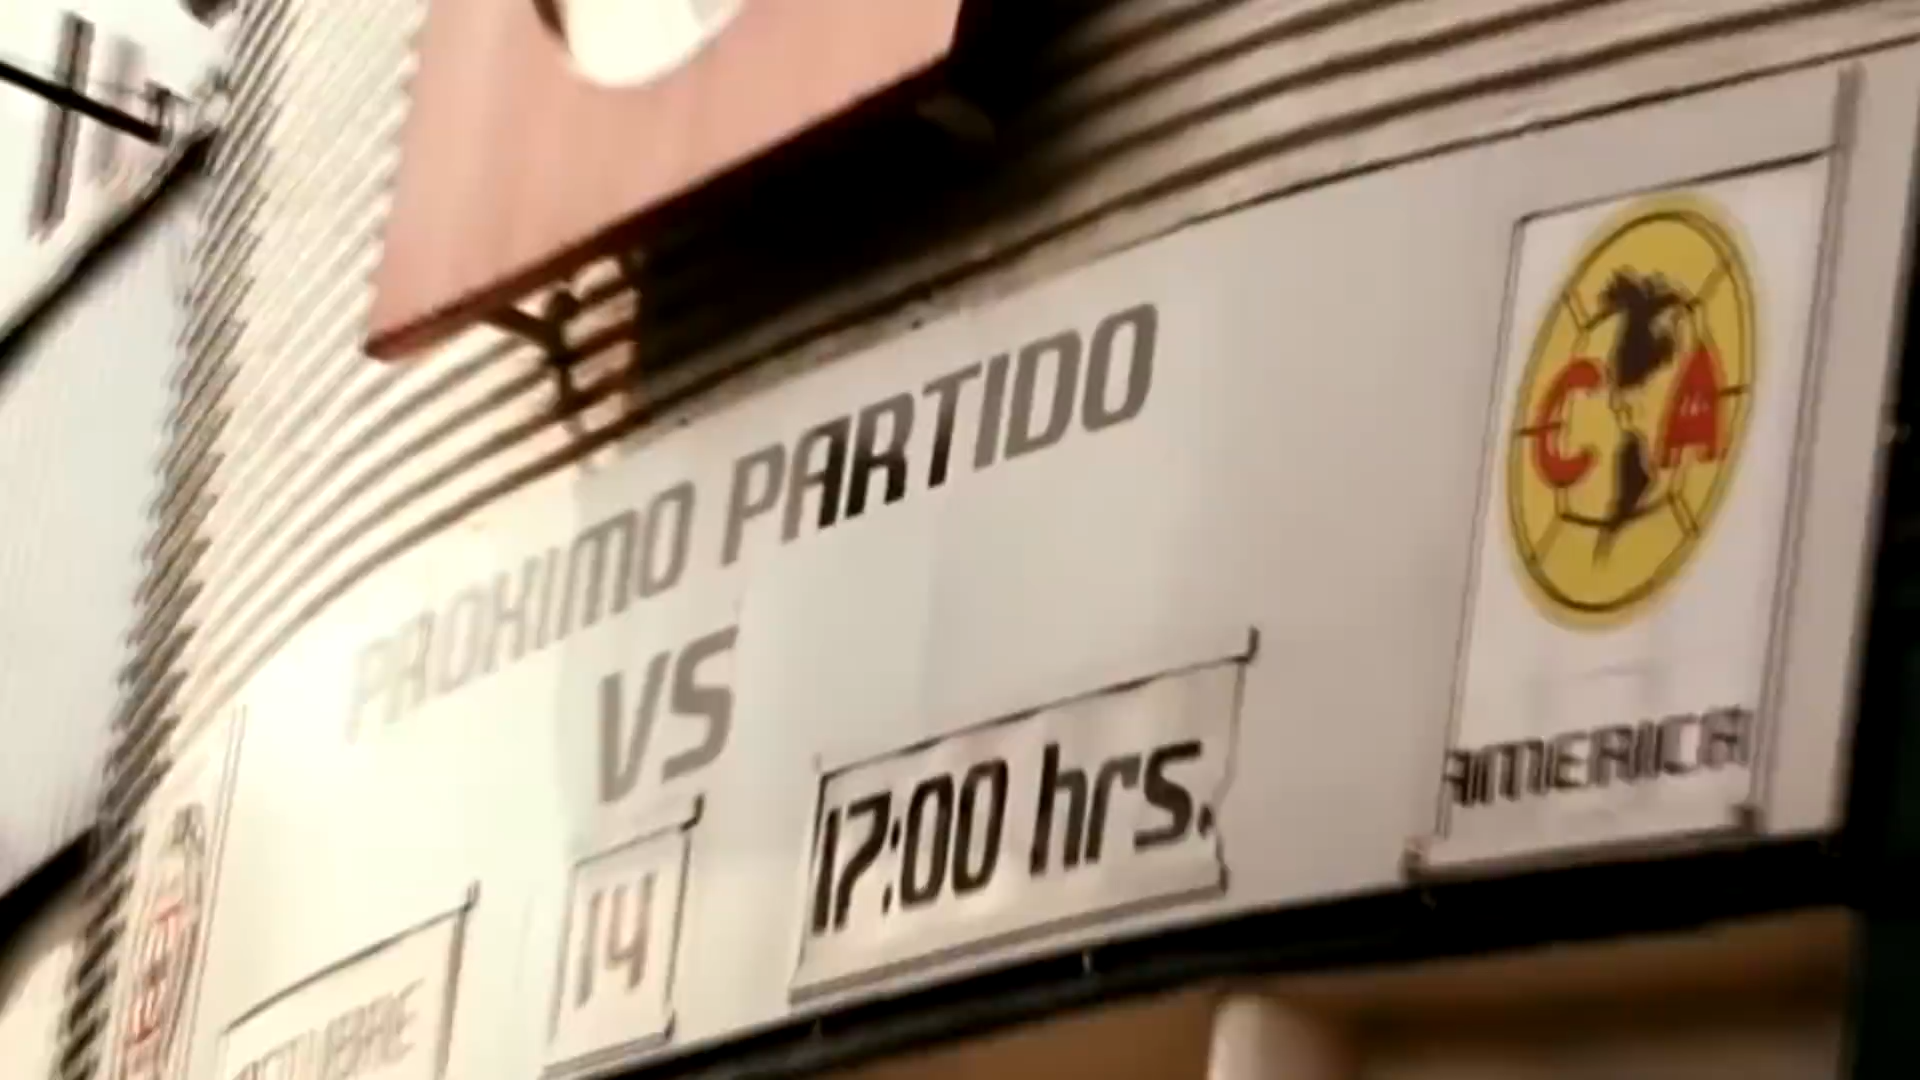 PROXIMO PARTIDO
VS
OCTUBRE
14
17:00 hrs.
CA
AMERICA